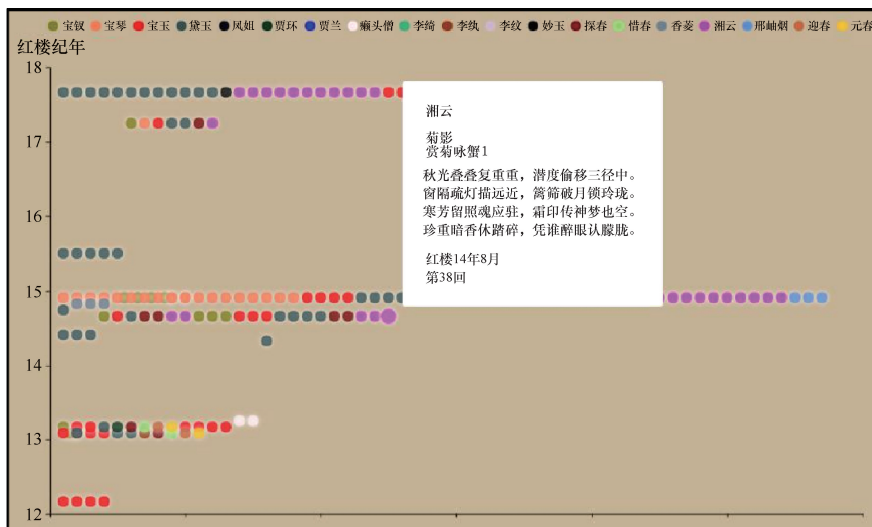 宝钗 宝琴 宝玉 黛玉 凤姐 贾环 贾兰 癞头僧 李绮 李纨 李纹 妙玉 探春 惜春 香菱 湘云 邢岫烟 迎春 元春
红楼纪年
18
17
16
15
14
13
12
湘云
菊影
赏菊咏蟹1
秋光叠叠复重重，潜度偷移三径中。
窗隔疏灯描远近，篱筛破月锁玲珑。
寒芳留照魂应驻，霜印传神梦也空。
珍重暗香休踏碎，凭谁醉眼认朦胧。
红楼14年8月
第38回